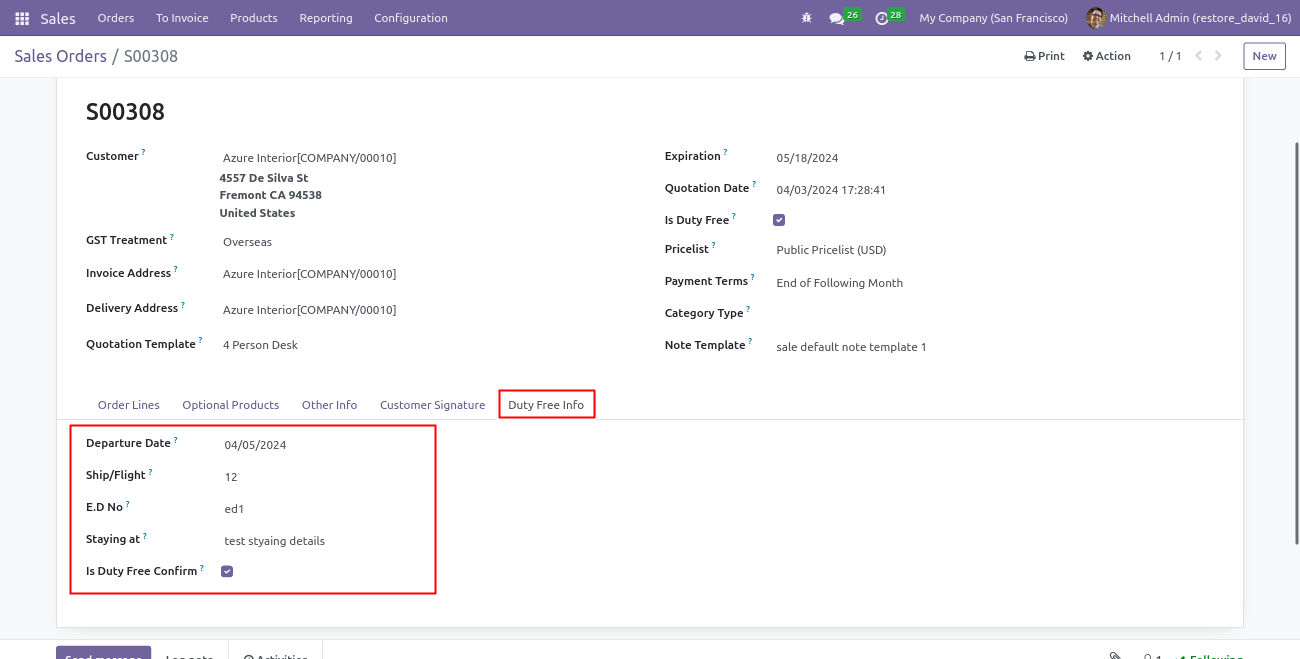 Sales Orders To Invoice Products Reporting Configuration 26 28 My Company (San Francisco) Mitchell Admin (restore_david_16)
Sales Orders / S00308 Print Action 1 / 1 New
S00308
Customer ? Azure Interior[COMPANY/00010]
4557 De Silva St
Fremont CA 94538
United States
GST Treatment ? Overseas
Invoice Address ? Azure Interior[COMPANY/00010]
Delivery Address ? Azure Interior[COMPANY/00010]
Quotation Template ? 4 Person Desk
Expiration ? 05/18/2024
Quotation Date ? 04/03/2024 17:28:41
Is Duty Free ?
Pricelist ? Public Pricelist (USD)
Payment Terms ? End of Following Month
Category Type ?
Note Template ? sale default note template 1
Order Lines Optional Products Other Info Customer Signature Duty Free Info
Departure Date ? 04/05/2024
Ship/Flight ? 12
E.D No ? ed1
Staying at ? test styaing details
Is Duty Free Confirm ?
Send message Log note Activities 1 Following